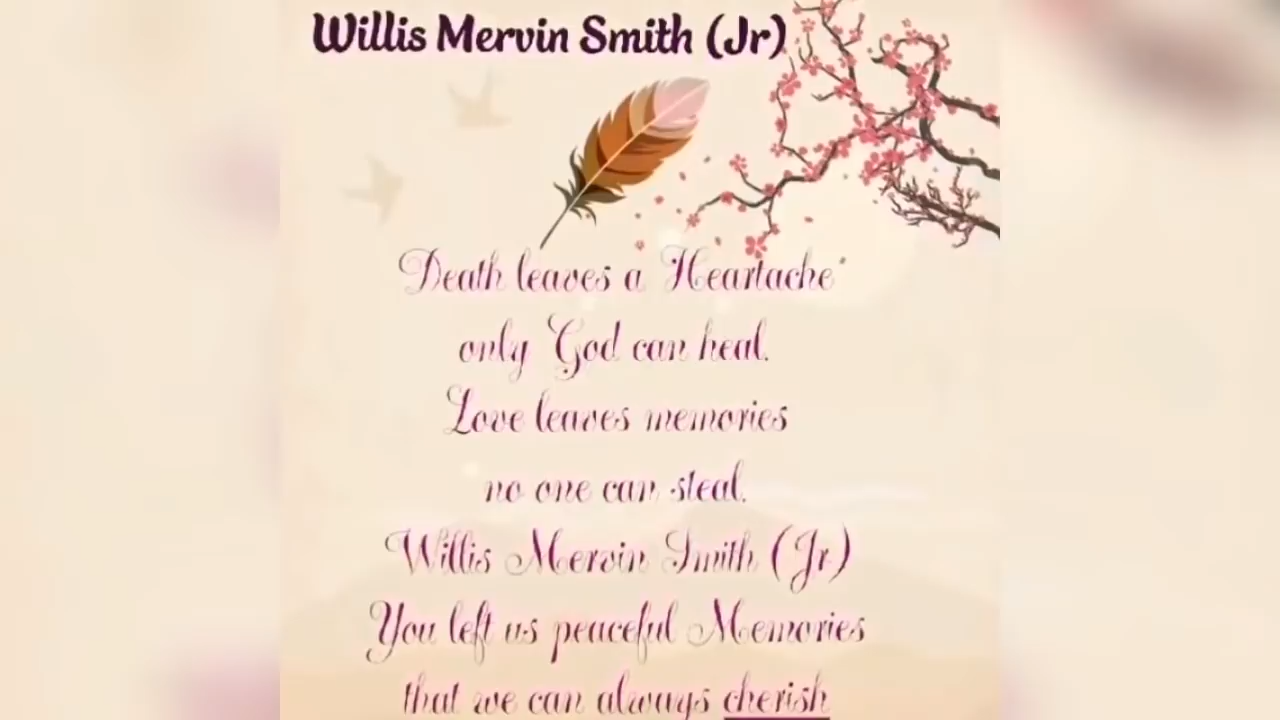 Willis Mervin Smith (Jr)
Death leaves a Heartache
only God can heal.
Love leaves memories
no one can steal.
Willis Mervin Smith (Jr)
You left us peaceful Memories
that we can always cherish